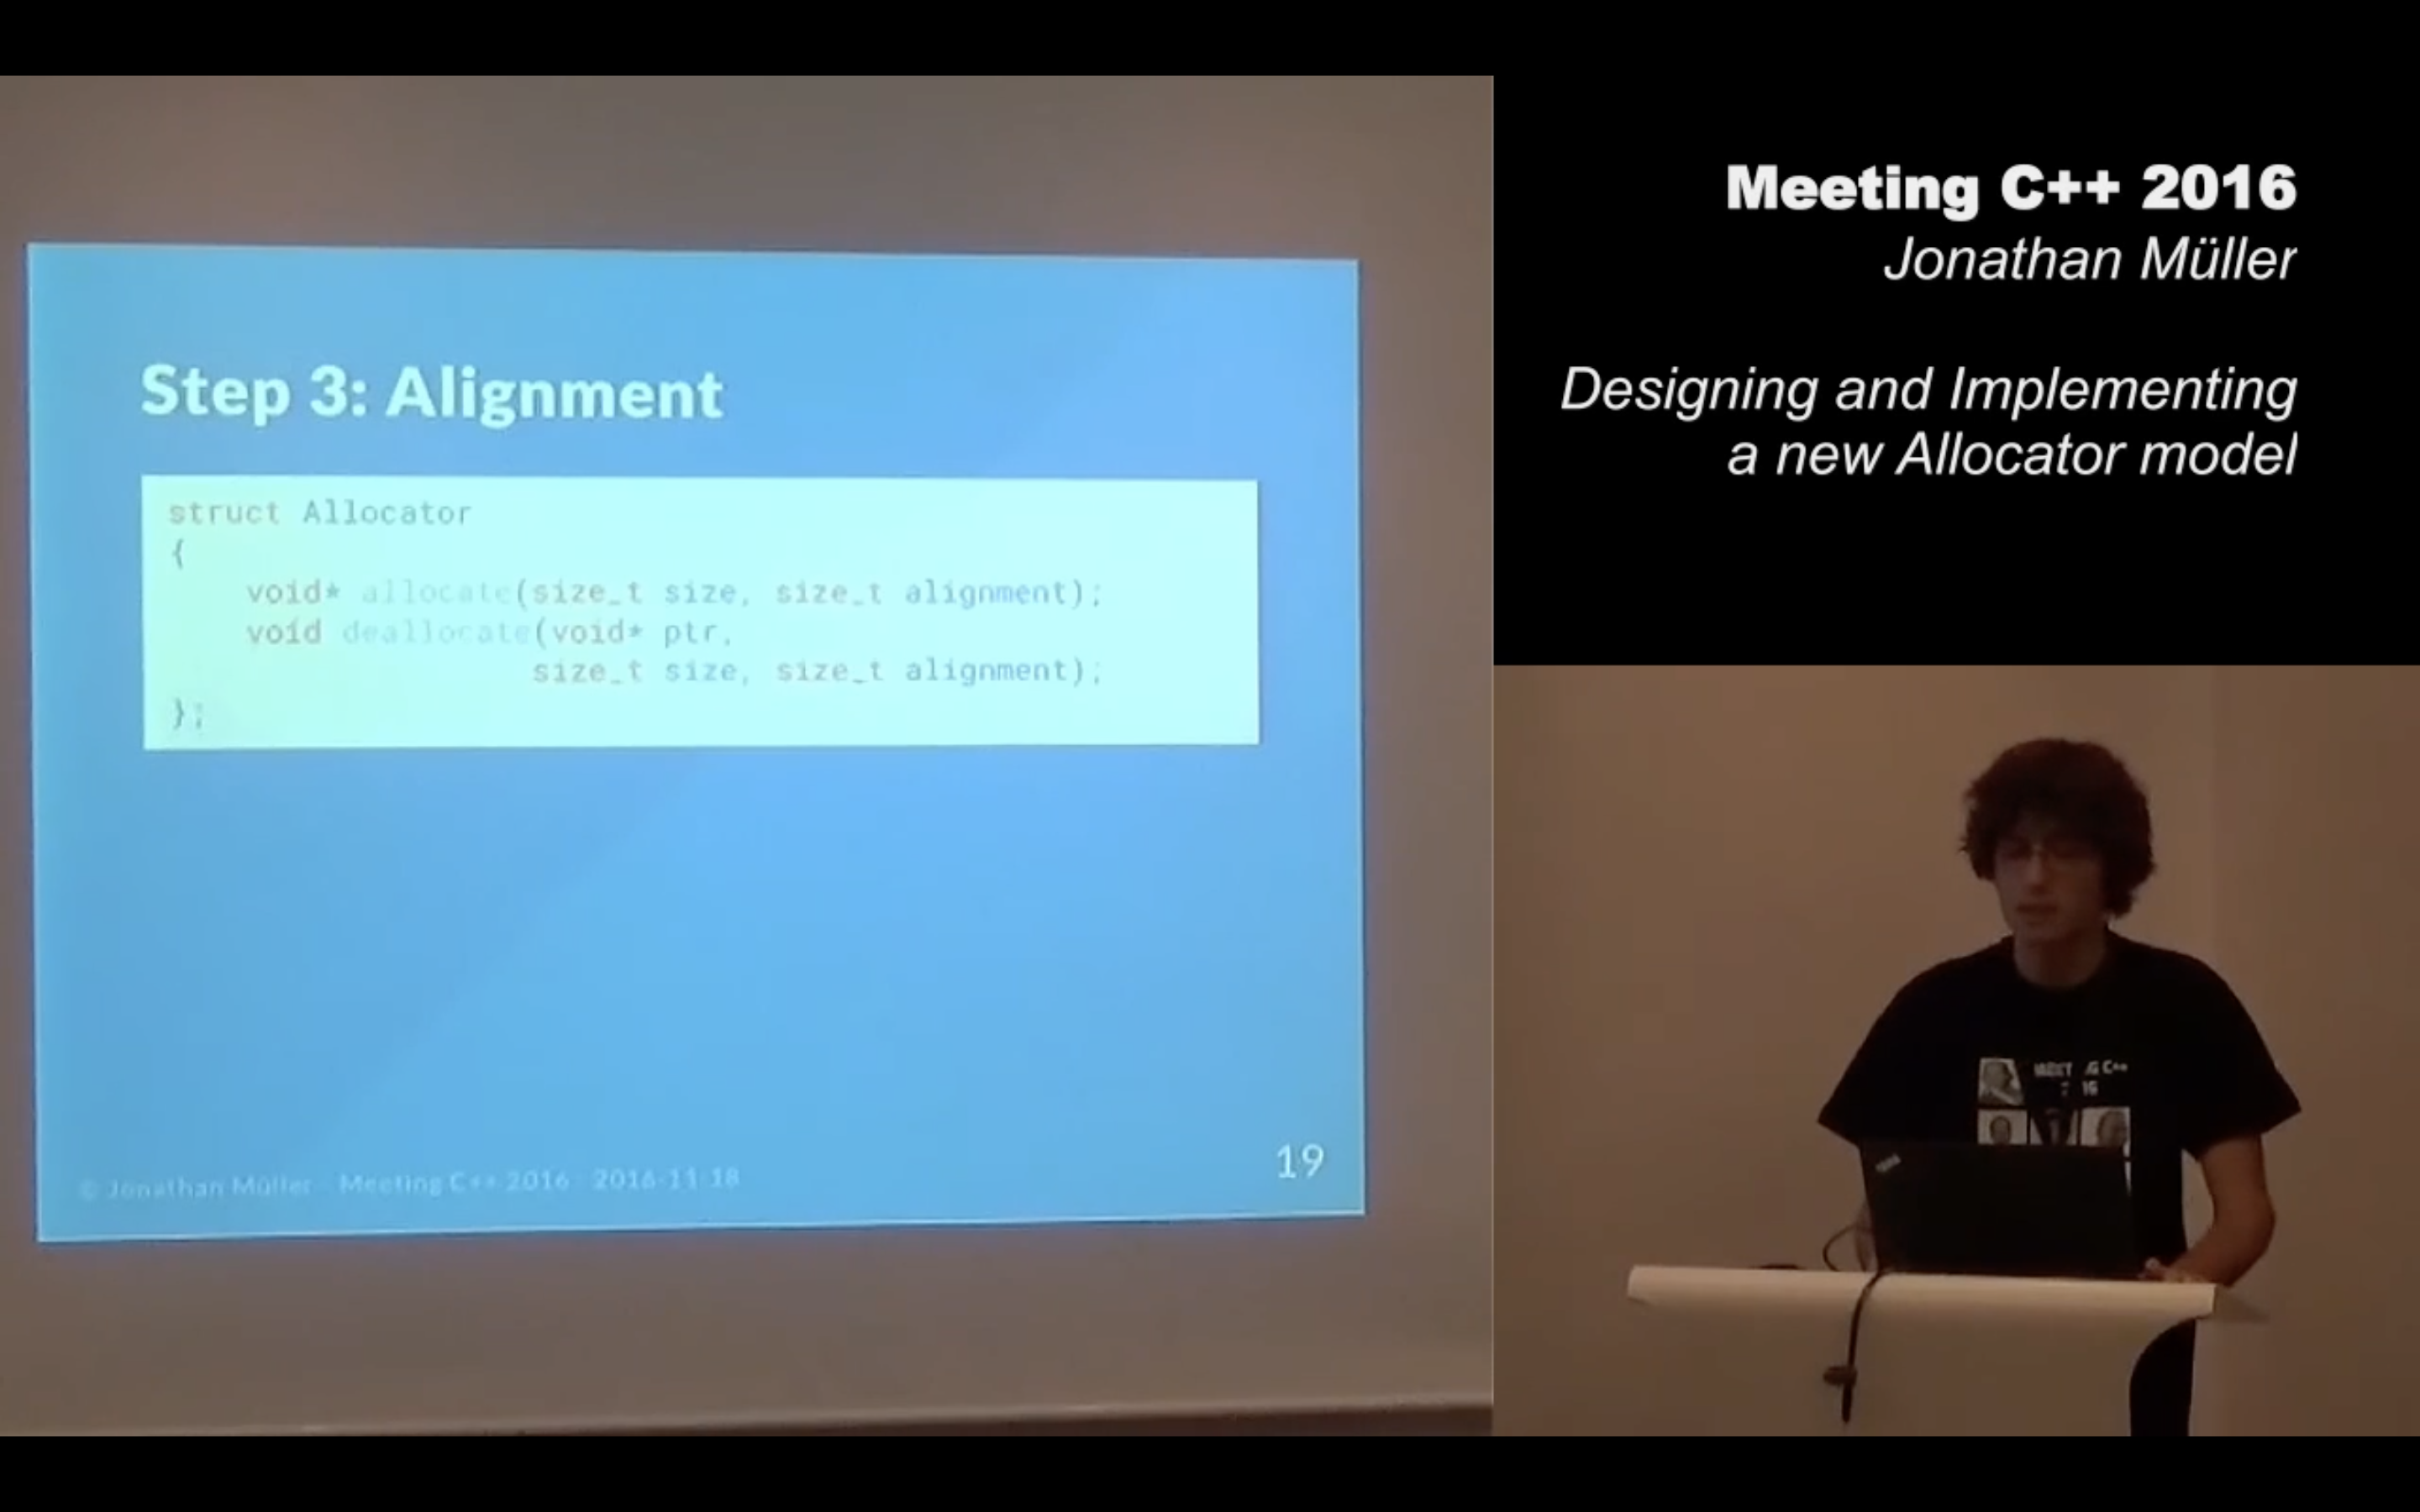 Step 3: Alignment
struct Allocator
{
void* allocate(size_t size, size_t alignment);
void deallocate(void* ptr,
size_t size, size_t alignment);
};
© Jonathan Müller - Meeting C++ 2016 - 2016-11-18
19
Meeting C++ 2016
Jonathan Müller
Designing and Implementing
a new Allocator model